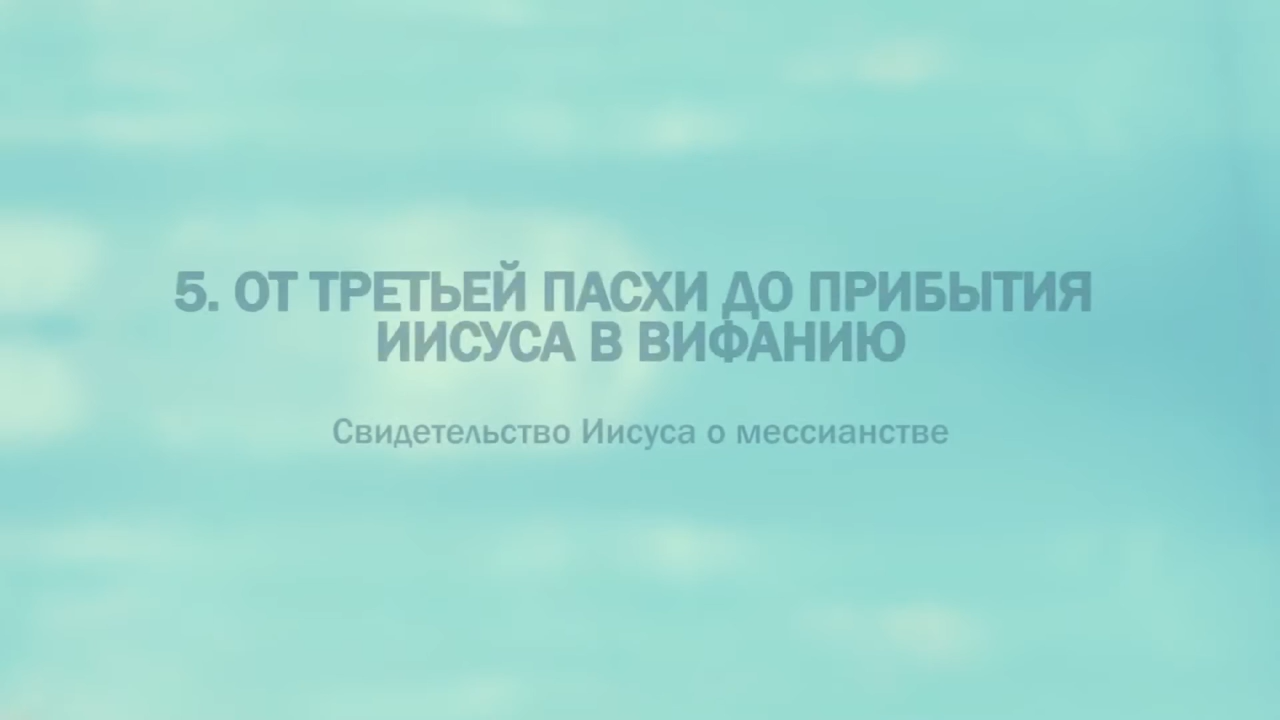 5. ОТ ТРЕТЬЕЙ ПАСХИ ДО ПРИБЫТИЯ
ИИСУСА В ВИФАНИЮ
Свидетельство Иисуса о мессианстве